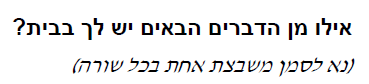 אילו מן הדברים הבאים יש לך בבית?
(נא לסמן משבצת אחת בכל שורה)